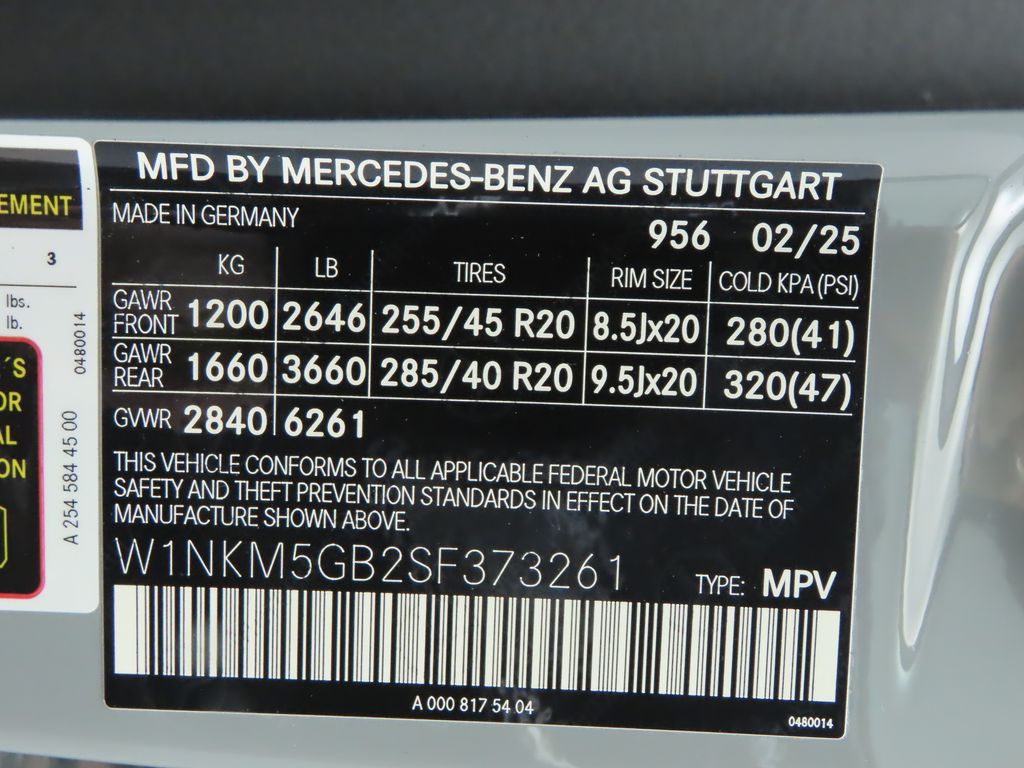 MFD BY MERCEDES-BENZ AG STUTTGART
MADE IN GERMANY
956 02/25
KG LB TIRES RIM SIZE COLD KPA (PSI)
GAWR FRONT 1200 2646 255/45 R20 8.5Jx20 280(41)
GAWR REAR 1660 3660 285/40 R20 9.5Jx20 320(47)
GVWR 2840 6261
THIS VEHICLE CONFORMS TO ALL APPLICABLE FEDERAL MOTOR VEHICLE
SAFETY AND THEFT PREVENTION STANDARDS IN EFFECT ON THE DATE OF
MANUFACTURE SHOWN ABOVE.
W1NKM5GB2SF373261 TYPE: MPV
A 000 817 54 04
0480014
EMENT
3
lbs.
lb.
0480014
´S
OR
AL
ON
A 254 584 45 00